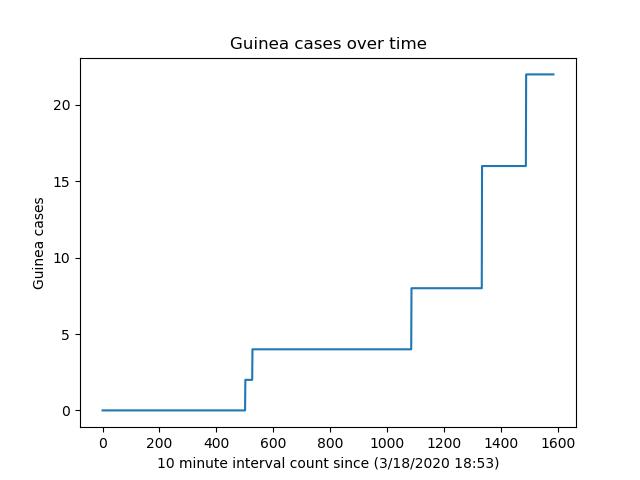 Guinea cases over time
20
15
10
5
0
Guinea cases
0 200 400 600 800 1000 1200 1400 1600
10 minute interval count since (3/18/2020 18:53)